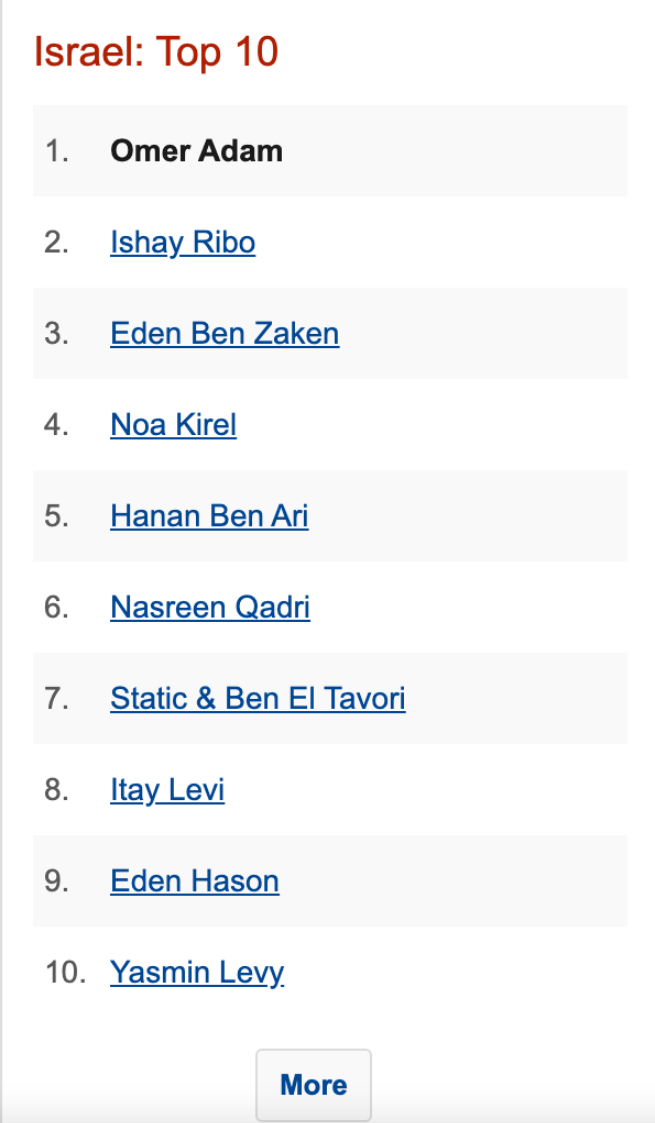 Israel: Top 10
1. Omer Adam
2. Ishay Ribo
3. Eden Ben Zaken
4. Noa Kirel
5. Hanan Ben Ari
6. Nasreen Qadri
7. Static & Ben El Tavori
8. Itay Levi
9. Eden Hason
10. Yasmin Levy
More